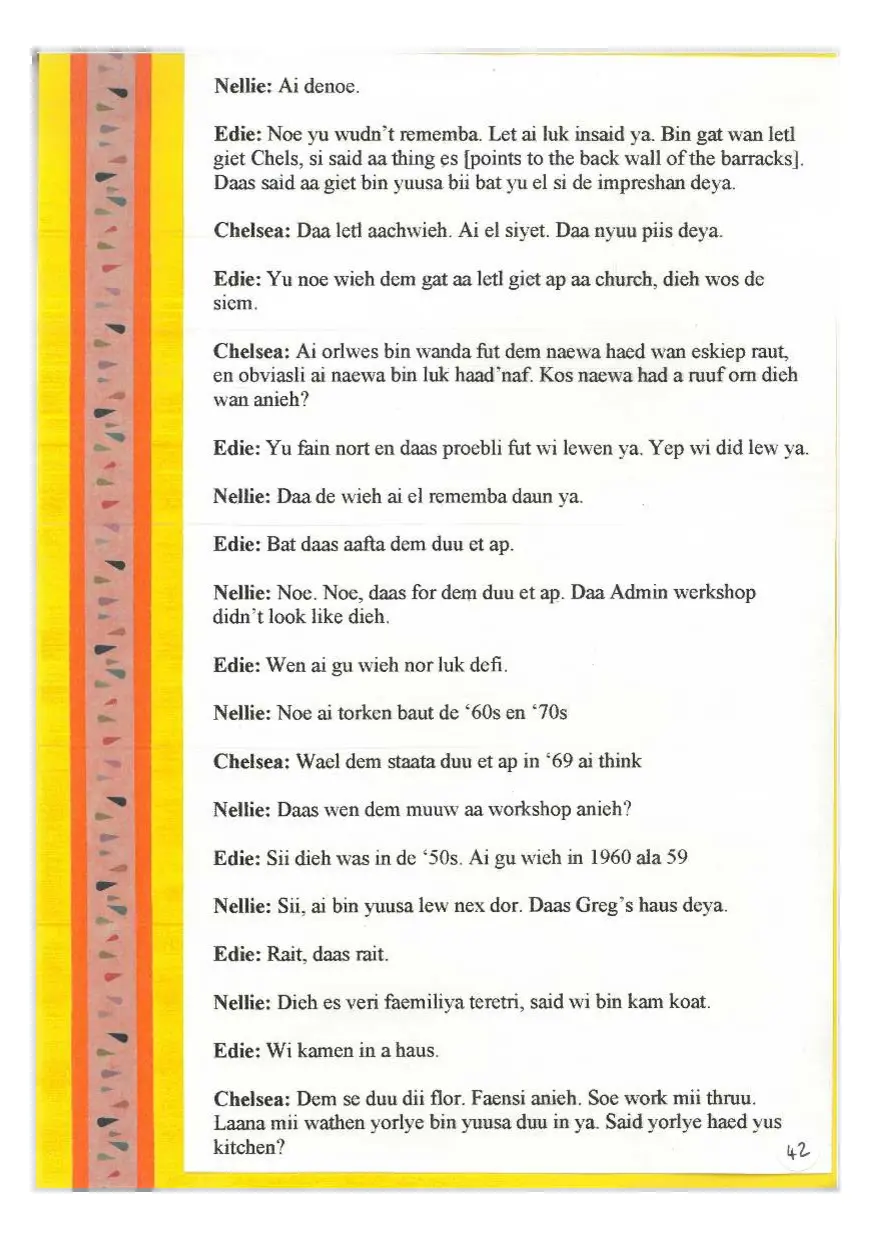 Nellie: Ai denoe.
Edie: Noe yu wudn't rememba. Let ai luk insaid ya. Bin gat wan letl
giet Chels, si said aa thing es [points to the back wall of the barracks].
Daas said aa giet bin yuusa bii bat yu el si de impreshan deya.
Chelsea: Daa letl aachwieh. Ai el siyet. Daa nyuu piis deya.
Edie: Yu noe wieh dem gat aa letl giet ap aa church, dieh wos de
siem.
Chelsea: Ai orlwes bin wanda fut dem naewa haed wan eskiep raut,
en obviasli ai naewa bin luk haad'naf. Kos naewa had a ruuf orn dieh
wan anieh?
Edie: Yu fain nort en daas proebli fut wi lewen ya. Yep wi did lew ya.
Nellie: Daa de wieh ai el rememba daun ya.
Edie: Bat daas aafta dem duu et ap.
Nellie: Noe. Noe, daas for dem duu et ap. Daa Admin werkshop
didn't look like dieh.
Edie: Wen ai gu wieh nor luk defi.
Nellie: Noe ai torken baut de '60s en '70s
Chelsea: Wael dem staata duu et ap in '69 ai think
Nellie: Daas wen dem muuw aa workshop anieh?
Edie: Sii dieh was in de '50s. Ai gu wieh in 1960 ala 59
Nellie: Sii, ai bin yuusa lew nex dor. Daas Greg's haus deya.
Edie: Rait, daas rait.
Nellie: Dieh es veri faemiliya teretri, said wi bin kam koat.
Edie: Wi kamen in a haus.
Chelsea: Dem se duu dii flor. Faensi anieh. Soe work mii thruu.
Laana mii wathen yorlye bin yuusa duu in ya. Said yorlye haed yus
kitchen?
42